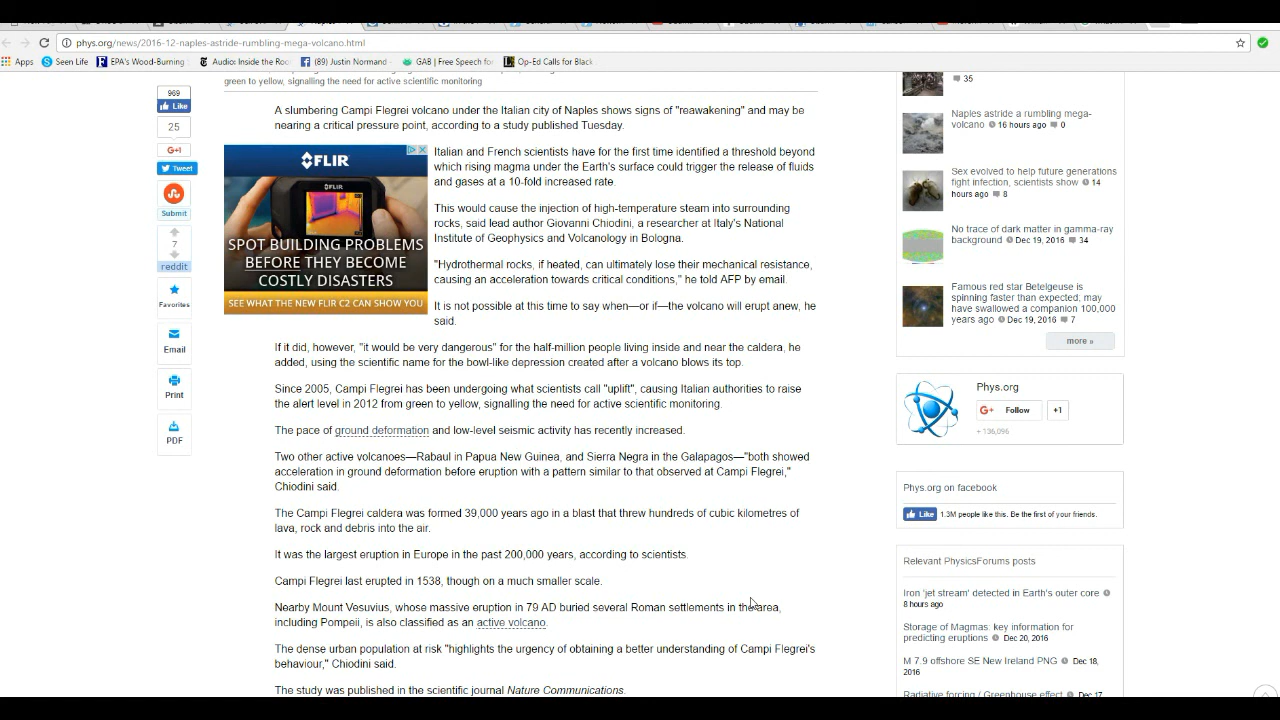 phys.org/news/2016-12-naples-astride-rumbling-mega-volcano.html
Apps Seen Life EPA's Wood-Burning Audio: Inside the Roo (89) Justin Normand GAB | Free Speech for Op-Ed Calls for Black
green to yellow, signalling the need for active scientific monitoring
969
Like
25
G+1
Tweet
Submit
7
reddit
Favorites
Email
Print
PDF
A slumbering Campi Flegrei volcano under the Italian city of Naples shows signs of "reawakening" and may be
nearing a critical pressure point, according to a study published Tuesday.
FLIR
SPOT BUILDING PROBLEMS
BEFORE THEY BECOME
COSTLY DISASTERS
SEE WHAT THE NEW FLIR C2 CAN SHOW YOU
Italian and French scientists have for the first time identified a threshold beyond
which rising magma under the Earth's surface could trigger the release of fluids
and gases at a 10-fold increased rate.
This would cause the injection of high-temperature steam into surrounding
rocks, said lead author Giovanni Chiodini, a researcher at Italy's National
Institute of Geophysics and Volcanology in Bologna.
"Hydrothermal rocks, if heated, can ultimately lose their mechanical resistance,
causing an acceleration towards critical conditions," he told AFP by email.
It is not possible at this time to say when—or if—the volcano will erupt anew, he
said.
If it did, however, "it would be very dangerous" for the half-million people living inside and near the caldera, he
added, using the scientific name for the bowl-like depression created after a volcano blows its top.
Since 2005, Campi Flegrei has been undergoing what scientists call "uplift", causing Italian authorities to raise
the alert level in 2012 from green to yellow, signalling the need for active scientific monitoring.
The pace of ground deformation and low-level seismic activity has recently increased.
Two other active volcanoes—Rabaul in Papua New Guinea, and Sierra Negra in the Galapagos—"both showed
acceleration in ground deformation before eruption with a pattern similar to that observed at Campi Flegrei,"
Chiodini said.
The Campi Flegrei caldera was formed 39,000 years ago in a blast that threw hundreds of cubic kilometres of
lava, rock and debris into the air.
It was the largest eruption in Europe in the past 200,000 years, according to scientists.
Campi Flegrei last erupted in 1538, though on a much smaller scale.
Nearby Mount Vesuvius, whose massive eruption in 79 AD buried several Roman settlements in the area,
including Pompeii, is also classified as an active volcano.
"The dense urban population at risk "highlights the urgency of obtaining a better understanding of Campi Flegrei's
behaviour," Chiodini said.
The study was published in the scientific journal Nature Communications.
35
Naples astride a rumbling mega-
volcano 16 hours ago 0
Sex evolved to help future generations
fight infection, scientists show 14
hours ago 8
No trace of dark matter in gamma-ray
background Dec 19, 2016 34
Famous red star Betelgeuse is
spinning faster than expected; may
have swallowed a companion 100,000
years ago Dec 19, 2016 7
more »
Phys.org
G+ Follow +1
+ 136,096
Phys.org on facebook
Like 1.3M people like this. Be the first of your friends.
Relevant PhysicsForums posts
Iron 'jet stream' detected in Earth's outer core
8 hours ago
Storage of Magmas: key information for
predicting eruptions Dec 20, 2016
M 7.9 offshore SE New Ireland PNG Dec 18,
2016
Radiative forcing / Greenhouse effect Dec 17